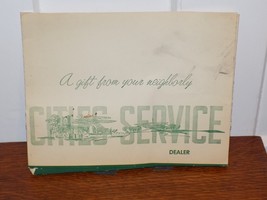 A gift from your neighborly
CITIES SERVICE
DEALER